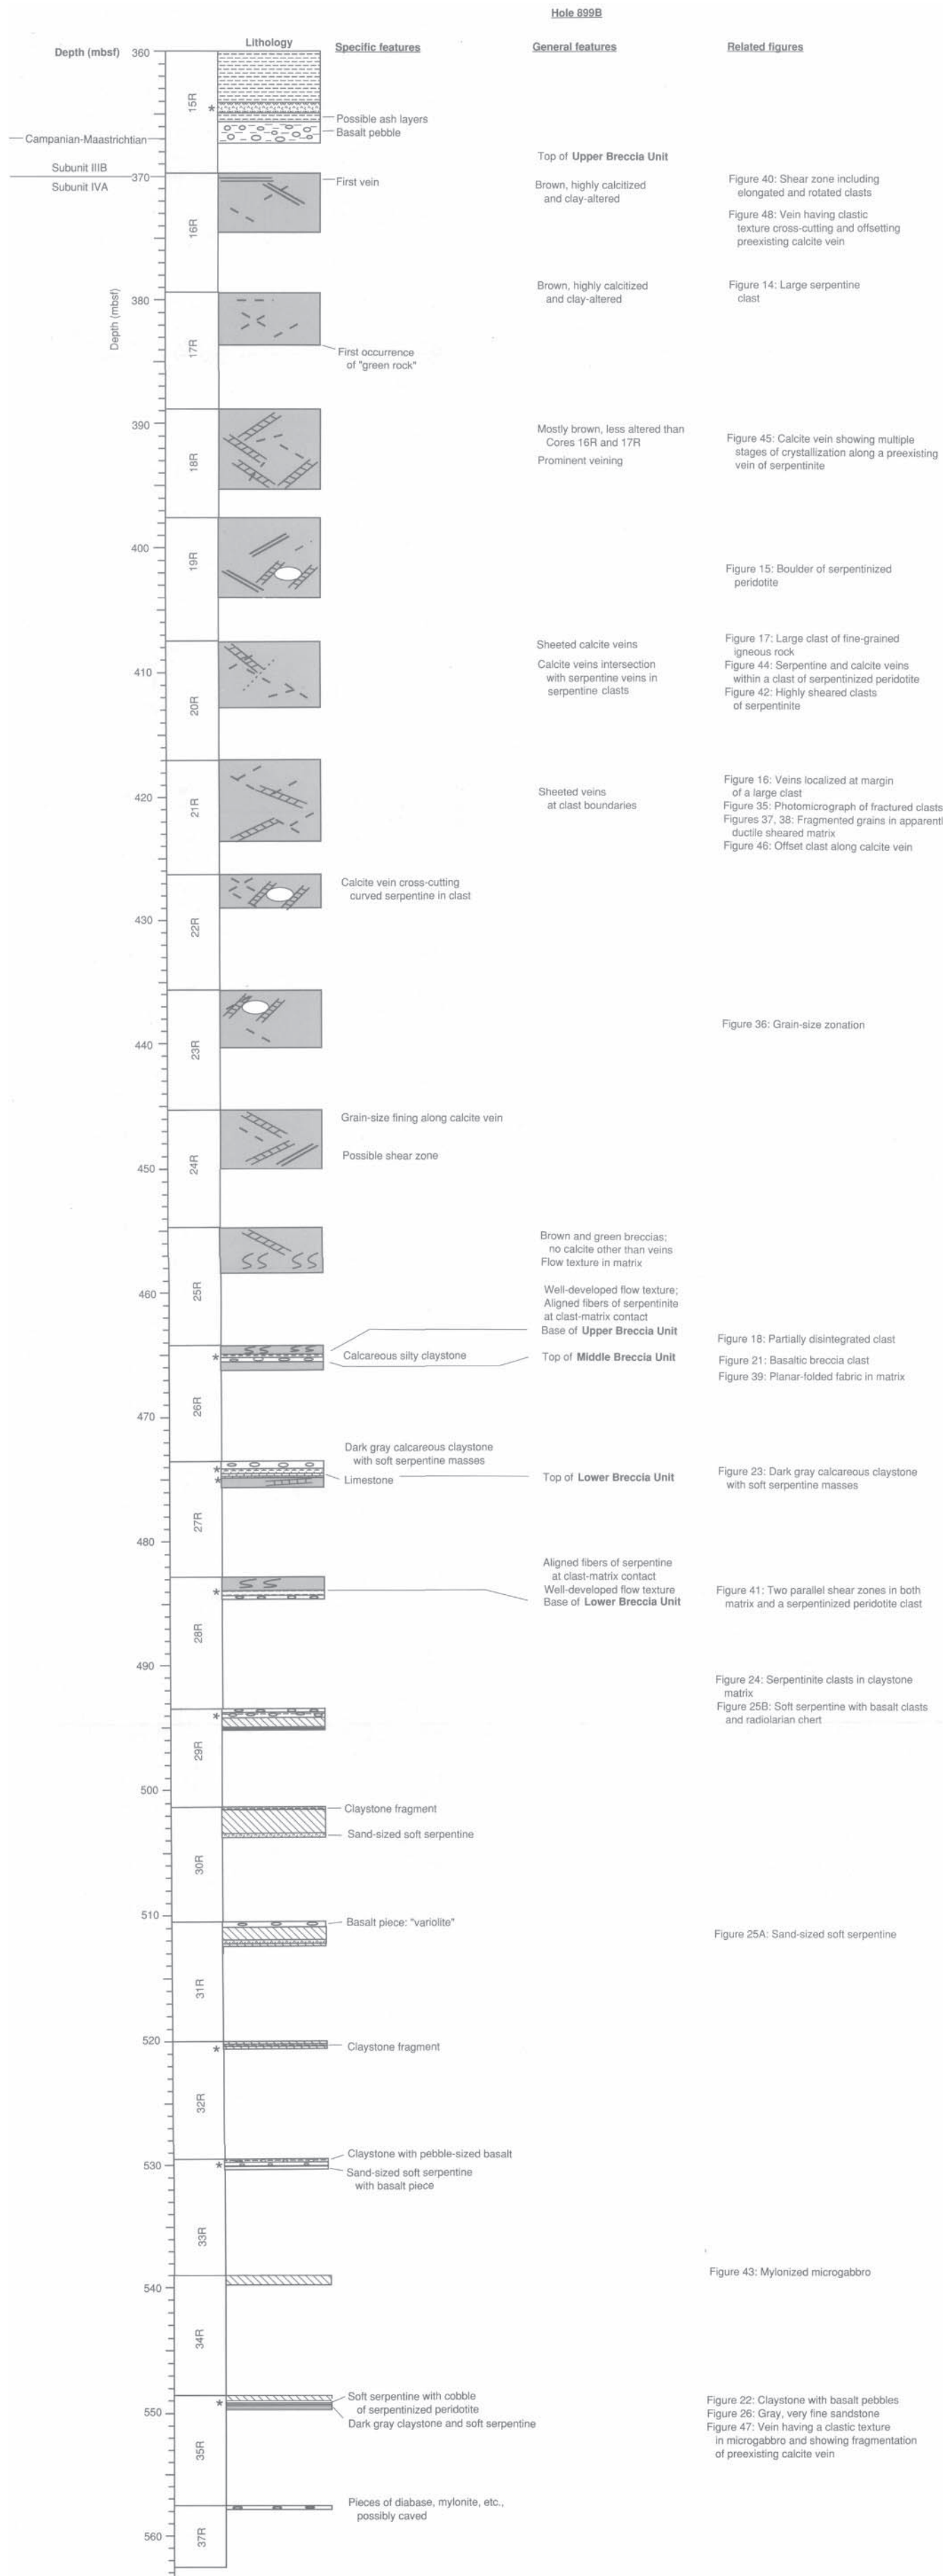 Hole 899B
Lithology
Depth (mbsf)
360
Specific features
General features
Related figures
15R
*
Possible ash layers
Basalt pebble
Campanian-Maastrichtian
Top of Upper Breccia Unit
Subunit IIIB
370
Subunit IVA
First vein
Brown, highly calcitized
and clay-altered
Figure 40: Shear zone including
elongated and rotated clasts
Figure 48: Vein having clastic
texture cross-cutting and offsetting
preexisting calcite vein
16R
Depth (mbsf)
380
Brown, highly calcitized
and clay-altered
Figure 14: Large serpentine
clast
17R
First occurrence
of "green rock"
390
18R
Mostly brown, less altered than
Cores 16R and 17R
Prominent veining
Figure 45: Calcite vein showing multiple
stages of crystallization along a preexisting
vein of serpentinite
400
19R
Figure 15: Boulder of serpentinized
peridotite
410
20R
Sheeted calcite veins
Calcite veins intersection
with serpentine veins in
serpentine clasts
Figure 17: Large clast of fine-grained
igneous rock
Figure 44: Serpentine and calcite veins
within a clast of serpentinized peridotite
Figure 42: Highly sheared clasts
of serpentinite
420
21R
Sheeted veins
at clast boundaries
Figure 16: Veins localized at margin
of a large clast
Figure 35: Photomicrograph of fractured clasts
Figures 37, 38: Fragmented grains in apparentl
ductile sheared matrix
Figure 46: Offset clast along calcite vein
430
22R
Calcite vein cross-cutting
curved serpentine in clast
440
23R
Figure 36: Grain-size zonation
450
24R
Grain-size fining along calcite vein
Possible shear zone
460
25R
Brown and green breccias;
no calcite other than veins
Flow texture in matrix
Well-developed flow texture;
Aligned fibers of serpentinite
at clast-matrix contact
Base of Upper Breccia Unit
*
Calcareous silty claystone
Top of Middle Breccia Unit
Figure 18: Partially disintegrated clast
Figure 21: Basaltic breccia clast
Figure 39: Planar-folded fabric in matrix
26R
470
Dark gray calcareous claystone
with soft serpentine masses
*
*
Limestone
Top of Lower Breccia Unit
Figure 23: Dark gray calcareous claystone
with soft serpentine masses
27R
480
Aligned fibers of serpentine
at clast-matrix contact
Well-developed flow texture
Base of Lower Breccia Unit
*
Figure 41: Two parallel shear zones in both
matrix and a serpentinized peridotite clast
28R
490
Figure 24: Serpentinite clasts in claystone
matrix
Figure 25B: Soft serpentine with basalt clasts
and radiolarian chert
*
29R
500
Claystone fragment
Sand-sized soft serpentine
30R
510
Basalt piece: "variolite"
Figure 25A: Sand-sized soft serpentine
31R
520
*
Claystone fragment
32R
530
*
Claystone with pebble-sized basalt
Sand-sized soft serpentine
with basalt piece
33R
540
Figure 43: Mylonized microgabbro
34R
550
*
Soft serpentine with cobble
of serpentinized peridotite
Dark gray claystone and soft serpentine
Figure 22: Claystone with basalt pebbles
Figure 26: Gray, very fine sandstone
Figure 47: Vein having a clastic texture
in microgabbro and showing fragmentation
of preexisting calcite vein
35R
Pieces of diabase, mylonite, etc.,
possibly caved
560
37R